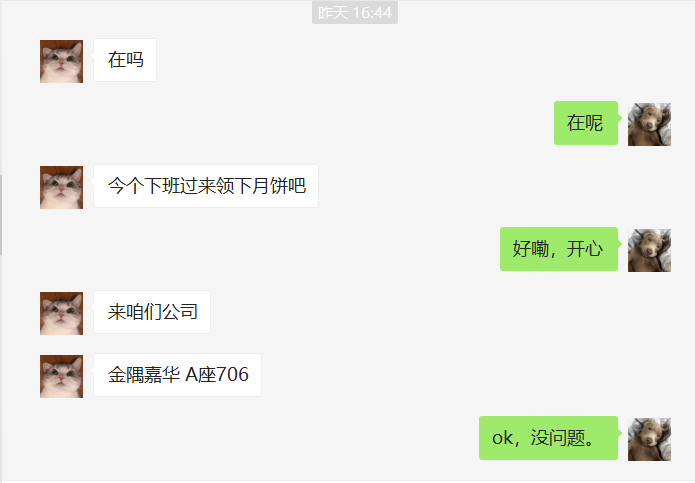 昨天 16:44
在吗
在呢
今个下班过来领下月饼吧
好嘞，开心
来咱们公司
金隅嘉华 A座706
ok，没问题。